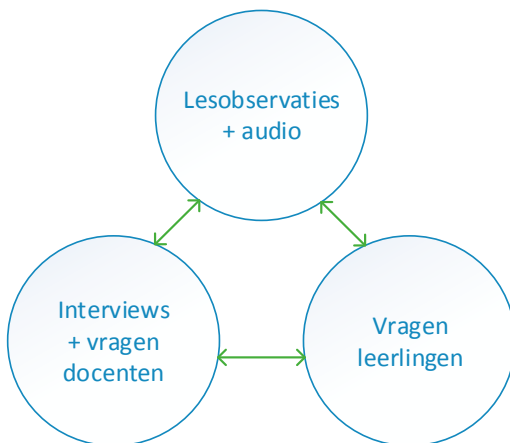 Lesobservaties
+ audio
Interviews
+ vragen
docenten
Vragen
leerlingen